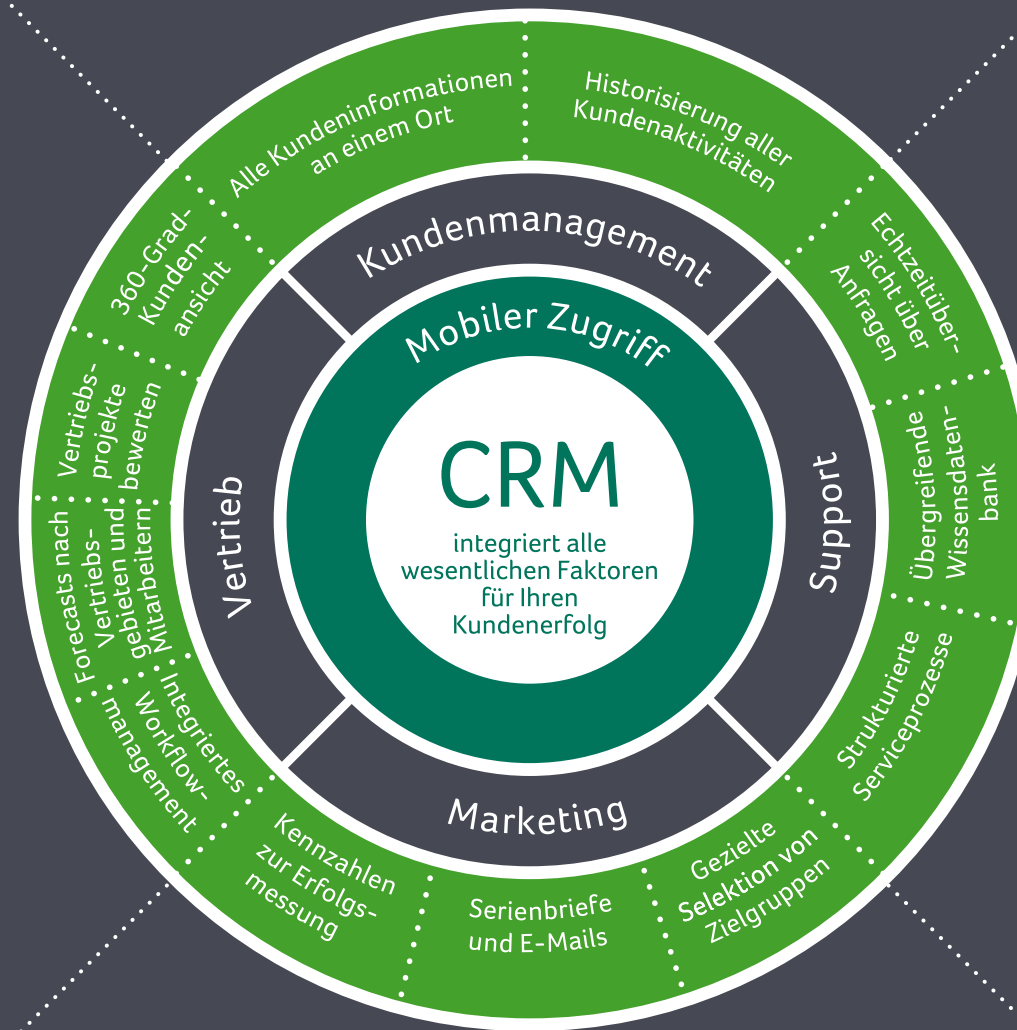 Alle Kundeninformationen
an einem Ort
Historisierung aller
Kundenaktivitäten
360-Grad-
Kunden-
ansicht
Echtzeitüber-
sicht über
Anfragen
Kundenmanagement
Mobiler Zugriff
Vertriebs-
projekte
bewerten
Übergreifende
Wissensdaten-
bank
Vertrieb
CRM
integriert alle
wesentlichen Faktoren
für Ihren
Kundenerfolg
Support
Forecasts nach
Vertriebs-
gebieten und
Mitarbeitern
Strukturierte
Serviceprozesse
Integriertes
Workflow-
management
Marketing
Kennzahlen
zur Erfolgs-
messung
Serienbriefe
und E-Mails
Gezielte
Selektion von
Zielgruppen